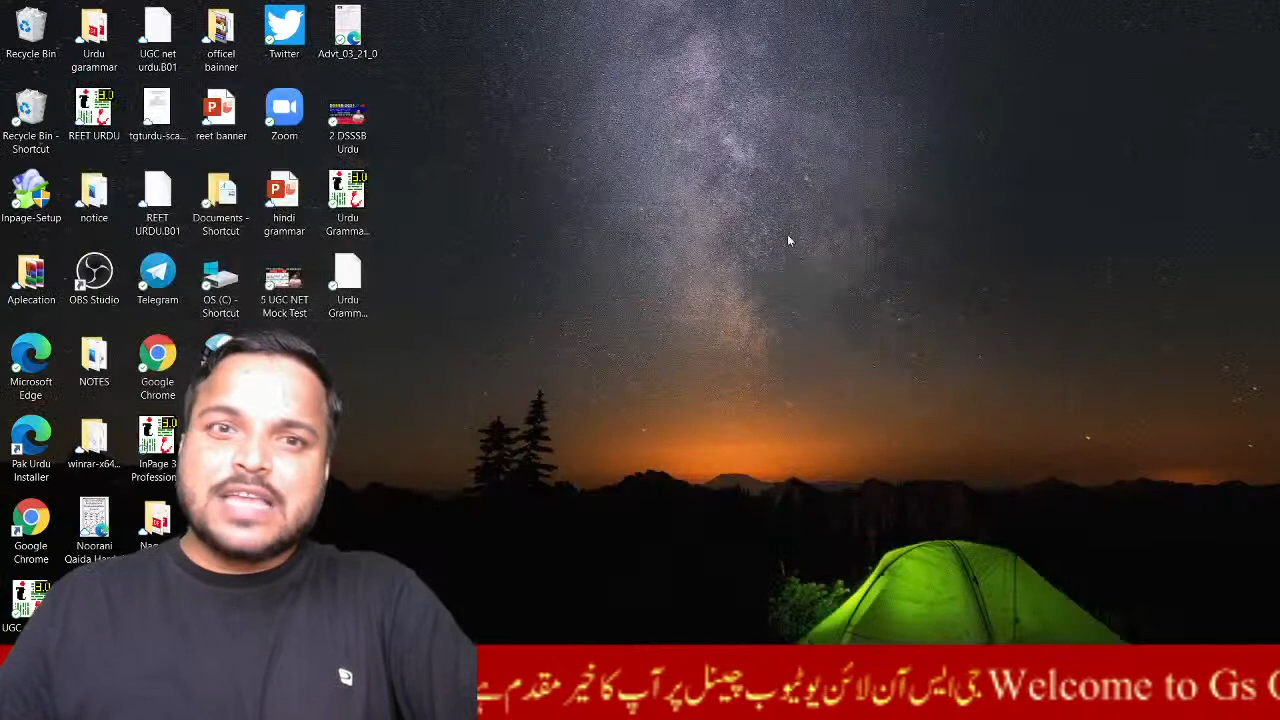 Recycle Bin
Urdu
garammar
UGC net
urdu.B01
officel
bainner
Twitter
Advt_03_21_0
Recycle Bin -
Shortcut
REET URDU
tgturdu-sca...
reet banner
Zoom
2 DSSSB
Urdu
Inpage-Setup
notice
REET
URDU.B01
Documents -
Shortcut
hindi
grammar
Urdu
Gramma...
Aplecation
OBS Studio
Telegram
OS (C) -
Shortcut
5 UGC NET
Mock Test
Urdu
Gramm...
Microsoft
Edge
NOTES
Google
Chrome
Pak Urdu
Installer
winrar-x64...
InPage 3
Profession
Google
Chrome
Noorani
Qaida
UGC
جی ایس آن لائن یوٹیوب چینل پر آپ کا خیر مقدم ہے Welcome to Gs